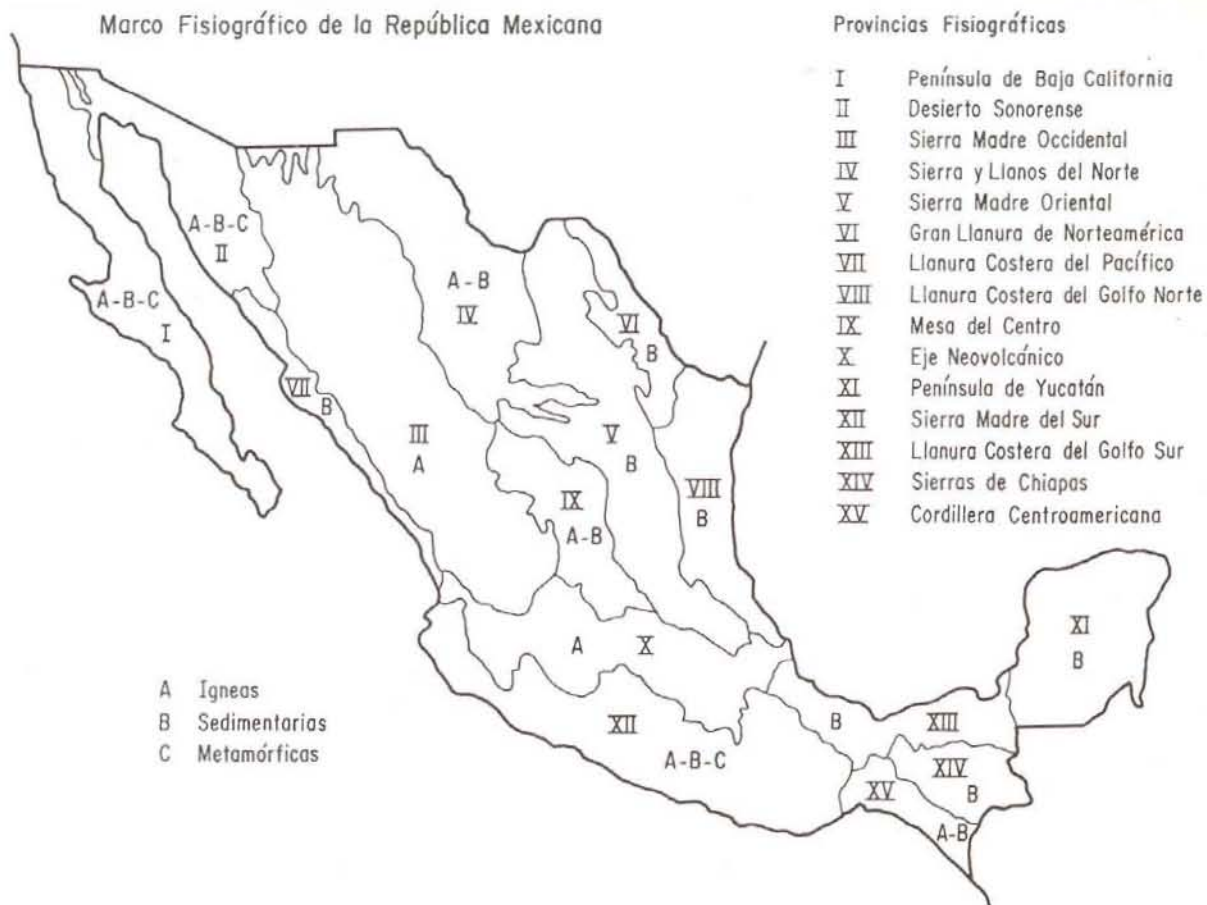 Marco Fisiográfico de la República Mexicana
Provincias Fisiográficas
I Península de Baja California
II Desierto Sonorense
III Sierra Madre Occidental
IV Sierra y Llanos del Norte
V Sierra Madre Oriental
VI Gran Llanura de Norteamérica
VII Llanura Costera del Pacífico
VIII Llanura Costera del Golfo Norte
IX Mesa del Centro
X Eje Neovolcánico
XI Península de Yucatán
XII Sierra Madre del Sur
XIII Llanura Costera del Golfo Sur
XIV Sierras de Chiapas
XV Cordillera Centroamericana
A-B-C
II
A-B-C
I
A-B
IV
VI
B
VII
B
III
A
V
B
VIII
B
IX
A-B
A X
XI
B
XII
A-B-C
B XIII
XIV
B
XV
A-B
A Igneas
B Sedimentarias
C Metamórficas